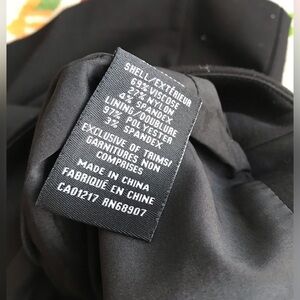 SHELL/EXTÉRIEUR
69% VISCOSE
27% NYLON
4% SPANDEX
LINING/DOUBLURE
97% POLYESTER
3% SPANDEX
EXCLUSIVE OF TRIMS/
GARNITURES NON
COMPRISES
MADE IN CHINA
FABRIQUÉ EN CHINE
CA01217 RN68907